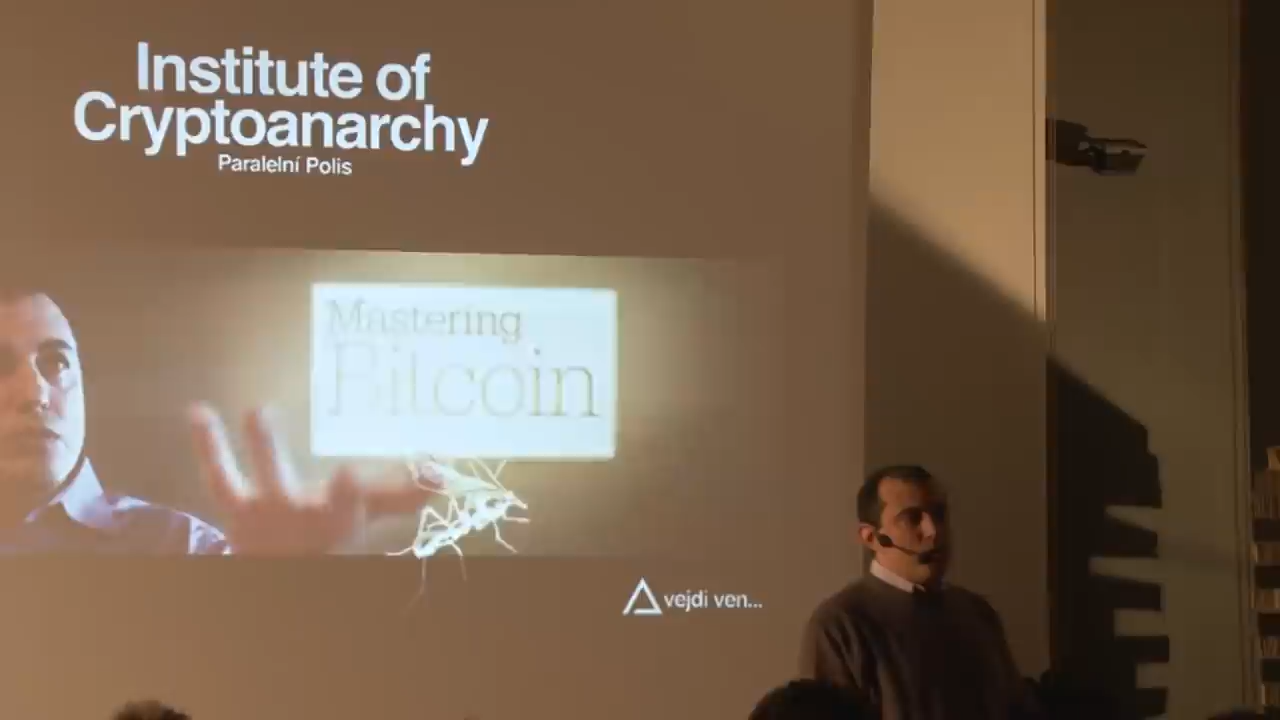 Institute of
Cryptoanarchy
Paralelní Polis
Mastering
Bitcoin
vejdi ven...